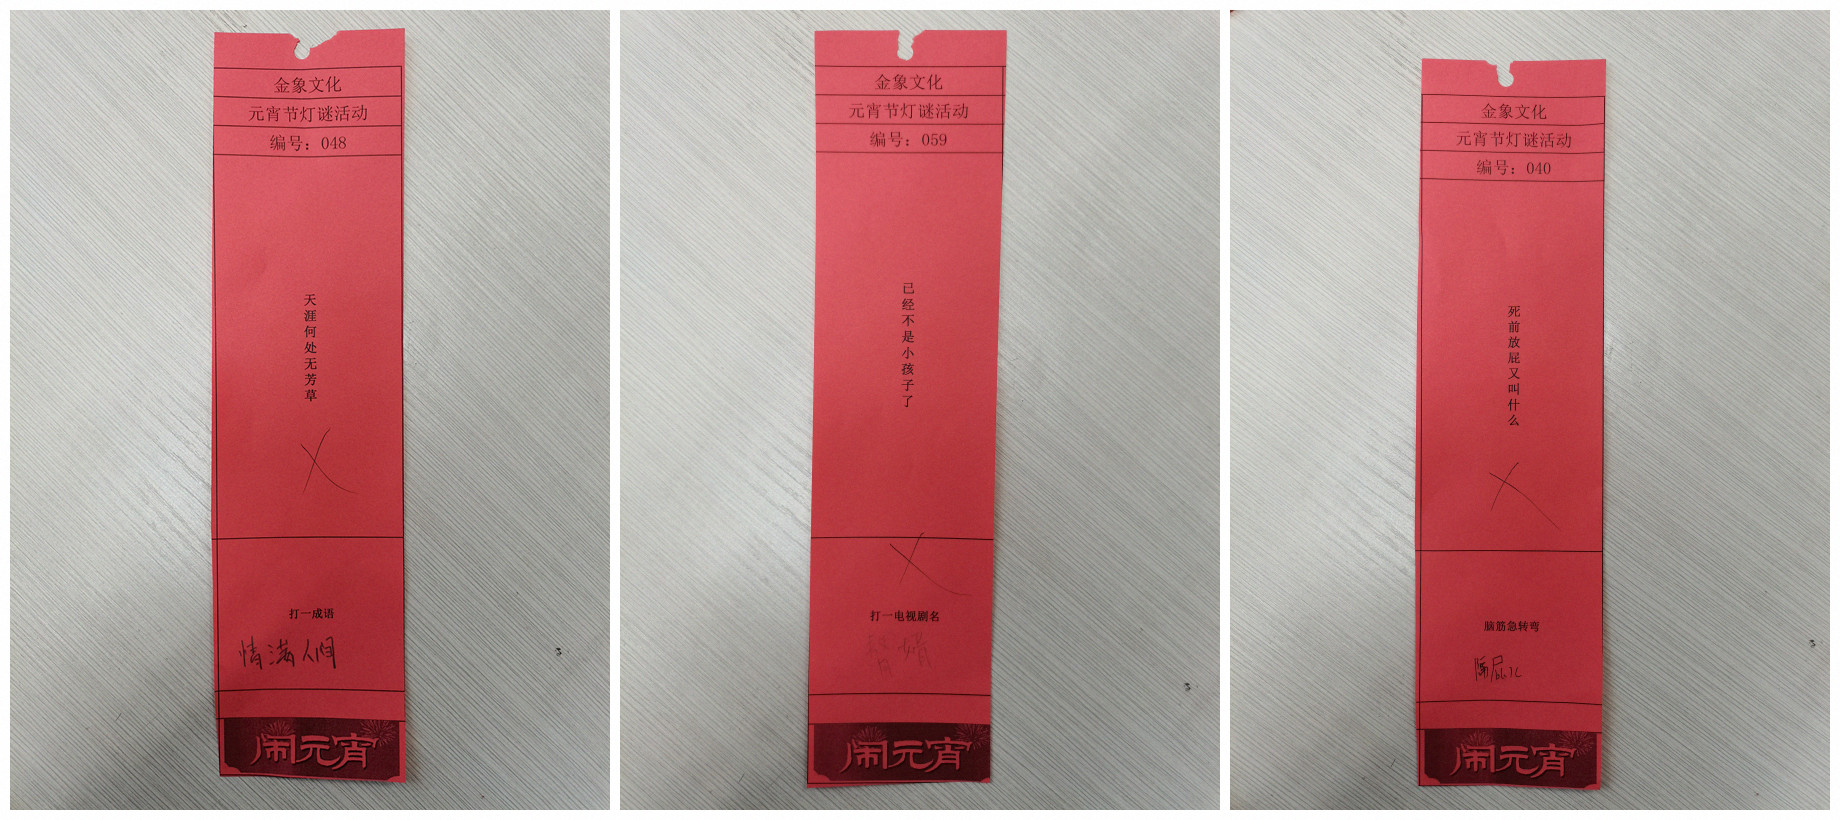 金象文化
元宵节灯谜活动
编号：048
天涯何处无芳草
打一成语
情满人间
闹元宵
金象文化
元宵节灯谜活动
编号：059
已经不是小孩子了
打一电视剧名
闹元宵
金象文化
元宵节灯谜活动
编号：040
死前放屁又叫什么
脑筋急转弯
隔屁儿
闹元宵